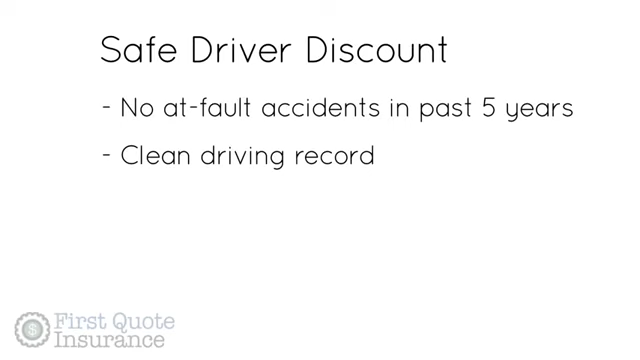 Safe Driver Discount
- No at-fault accidents in past 5 years
- Clean driving record
$
First Quote
Insurance